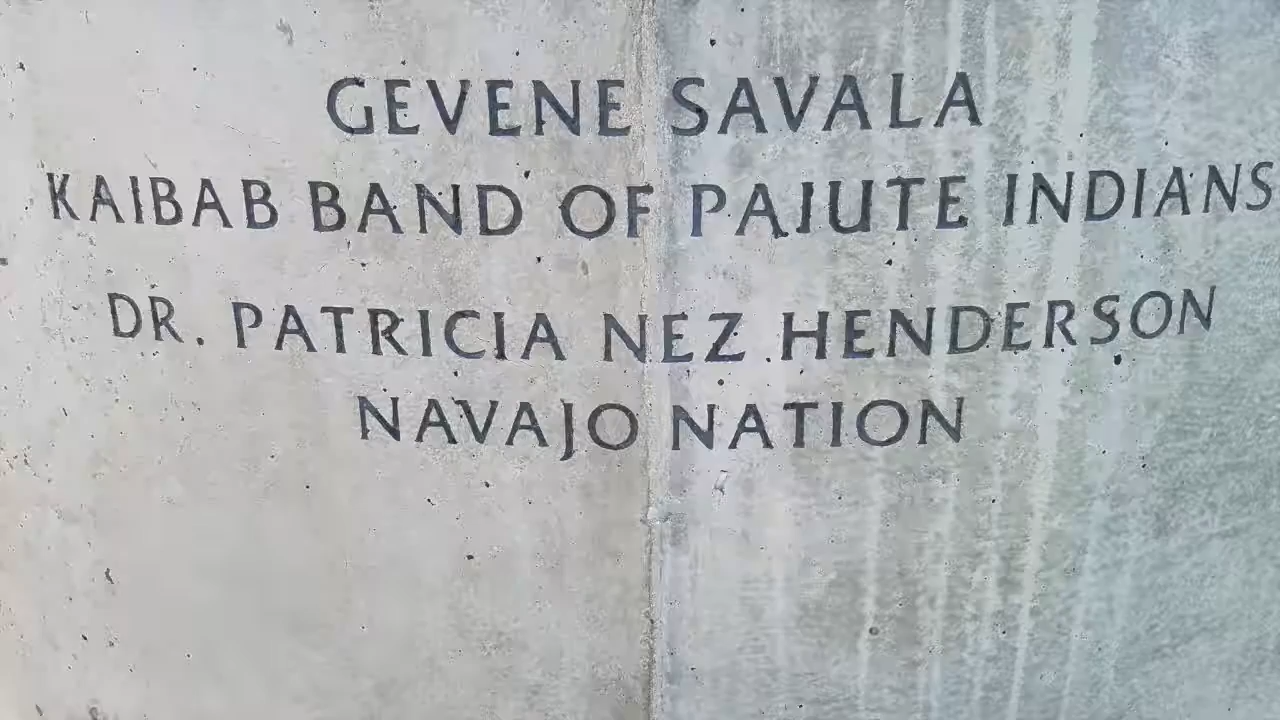 GEVENE SAVALA
KAIBAB BAND OF PAIUTE INDIANS
DR. PATRICIA NEZ HENDERSON
NAVAJO NATION